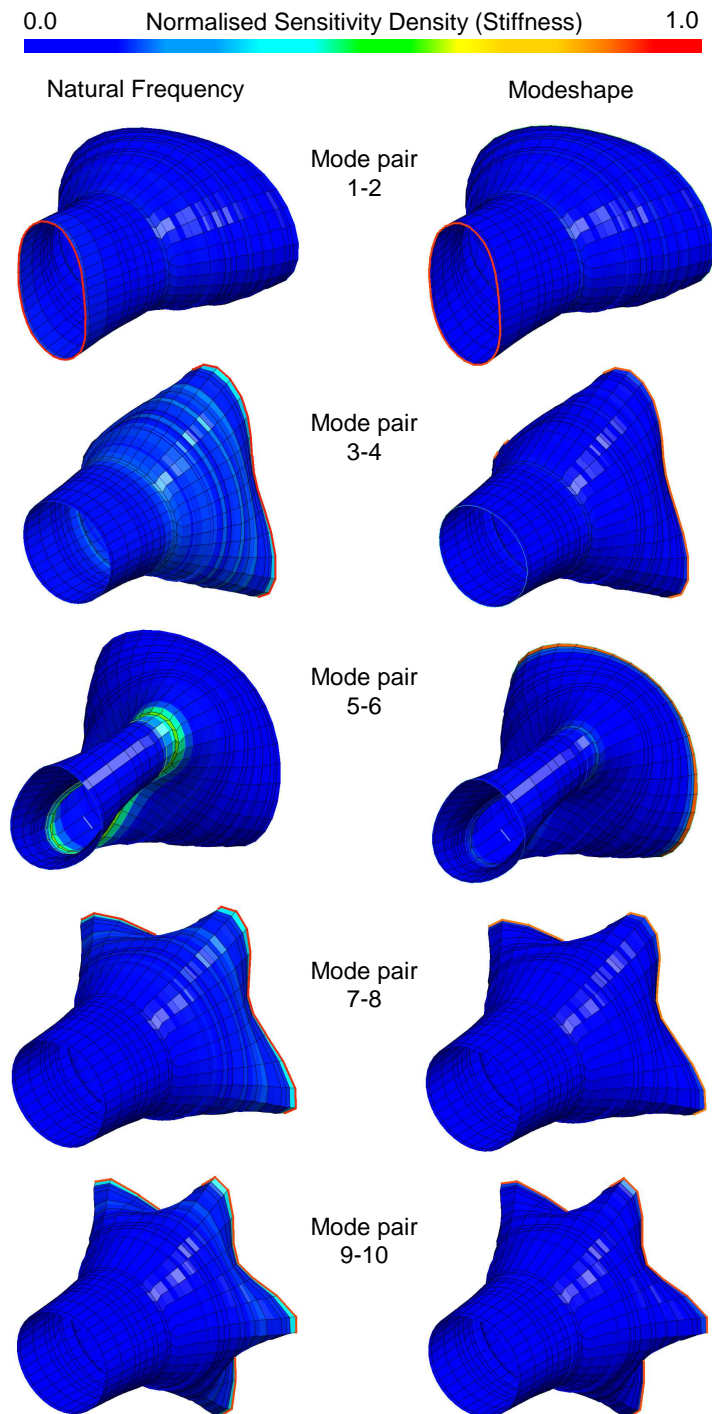 0.0 Normalised Sensitivity Density (Stiffness) 1.0
Natural Frequency Modeshape
Mode pair
1-2
Mode pair
3-4
Mode pair
5-6
Mode pair
7-8
Mode pair
9-10